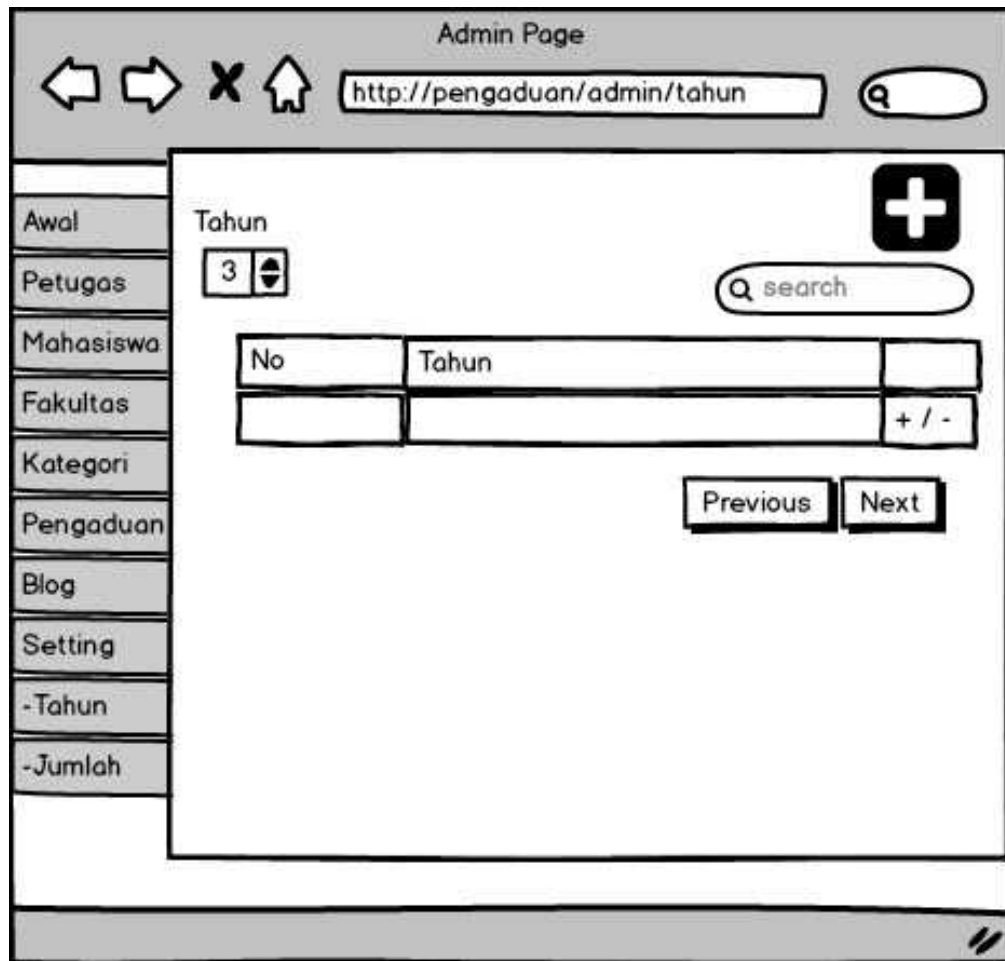 Admin Page
http://pengaduan/admin/tahun
Awal
Petugas
Mahasiswa
Fakultas
Kategori
Pengaduan
Blog
Setting
-Tahun
-Jumlah
Tahun
3
search
No Tahun
+ / -
Previous Next